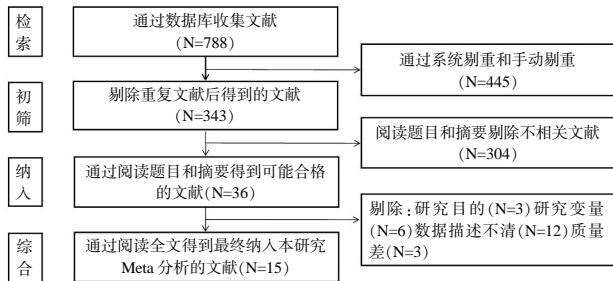 检
索
通过数据库收集文献
(N=788)
通过系统剔重和手动剔重
(N=445)
初
筛
剔除重复文献后得到的文献
(N=343)
阅读题目和摘要剔除不相关文献
(N=304)
纳
入
通过阅读题目和摘要得到可能合格
的文献(N=36)
剔除:研究目的(N=3)研究变量
(N=6)数据描述不清(N=12)质量
差(N=3)
综
合
通过阅读全文得到最终纳入本研究
Meta 分析的文献(N=15)